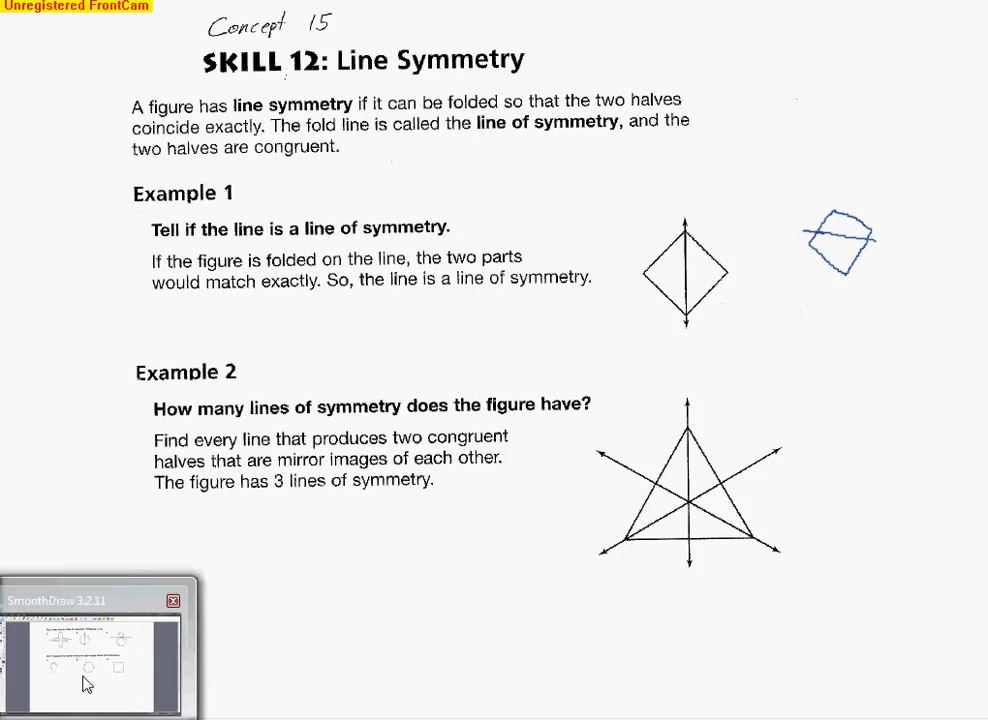 Unregistered FrontCam
Concept 15
SKILL 12: Line Symmetry
A figure has line symmetry if it can be folded so that the two halves
coincide exactly. The fold line is called the line of symmetry, and the
two halves are congruent.
Example 1
Tell if the line is a line of symmetry.
If the figure is folded on the line, the two parts
would match exactly. So, the line is a line of symmetry.
Example 2
How many lines of symmetry does the figure have?
Find every line that produces two congruent
halves that are mirror images of each other.
The figure has 3 lines of symmetry.
SmoothDraw 3.2.11